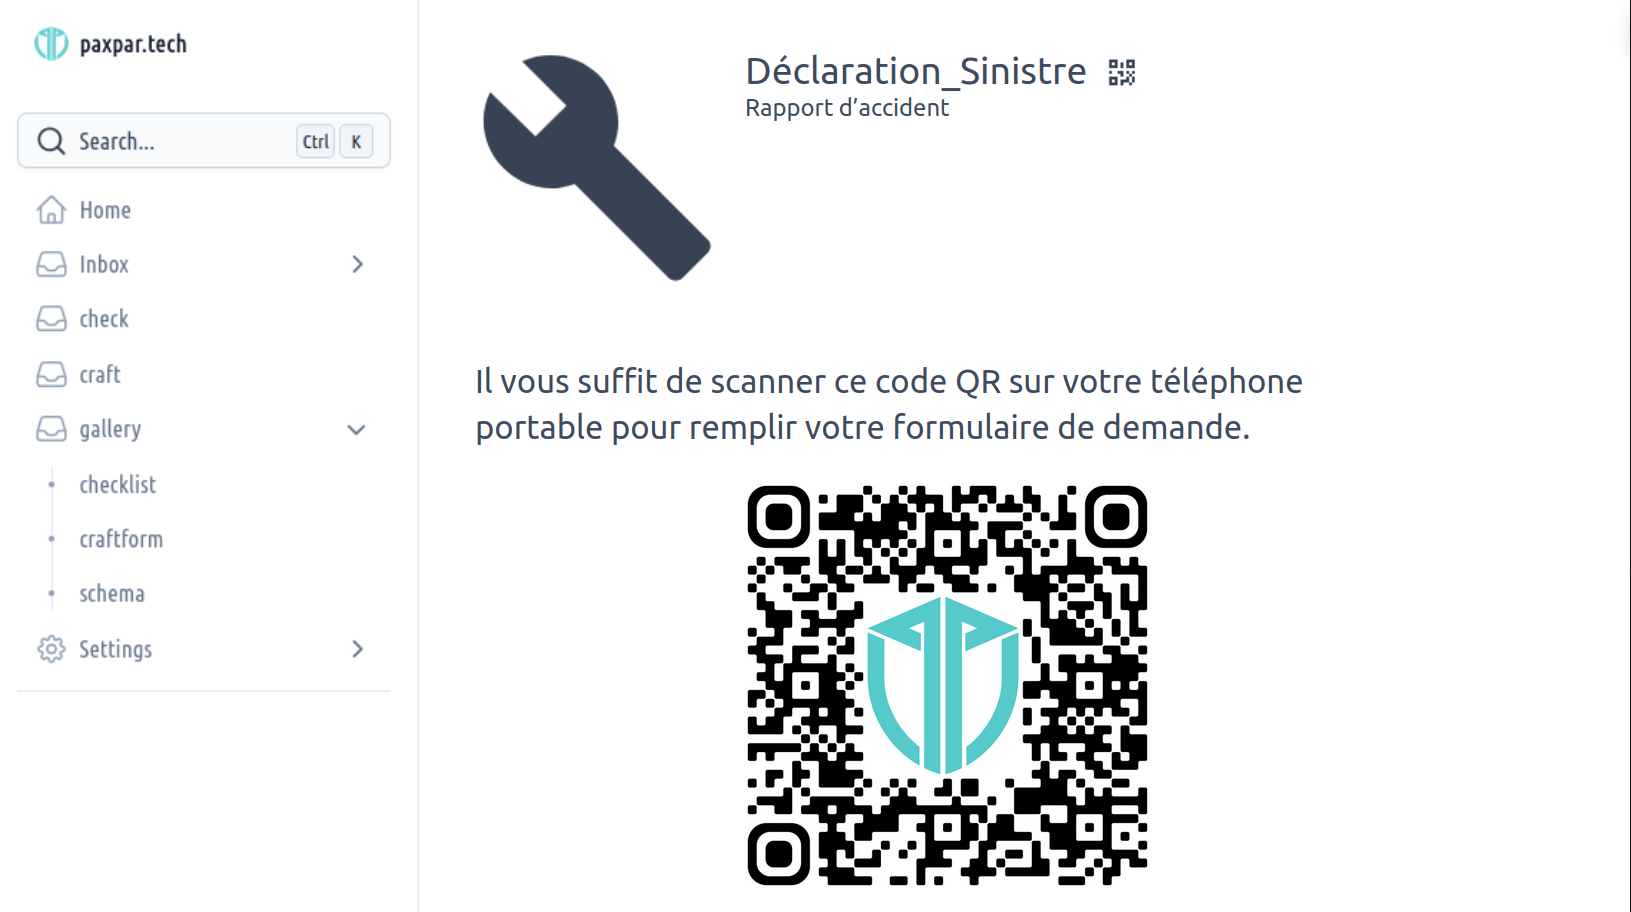 paxpar.tech
Search...
Ctrl
K
Home
Inbox
check
craft
gallery
checklist
craftform
schema
Settings
Déclaration_Sinistre
Rapport d’accident
Il vous suffit de scanner ce code QR sur votre téléphone
portable pour remplir votre formulaire de demande.